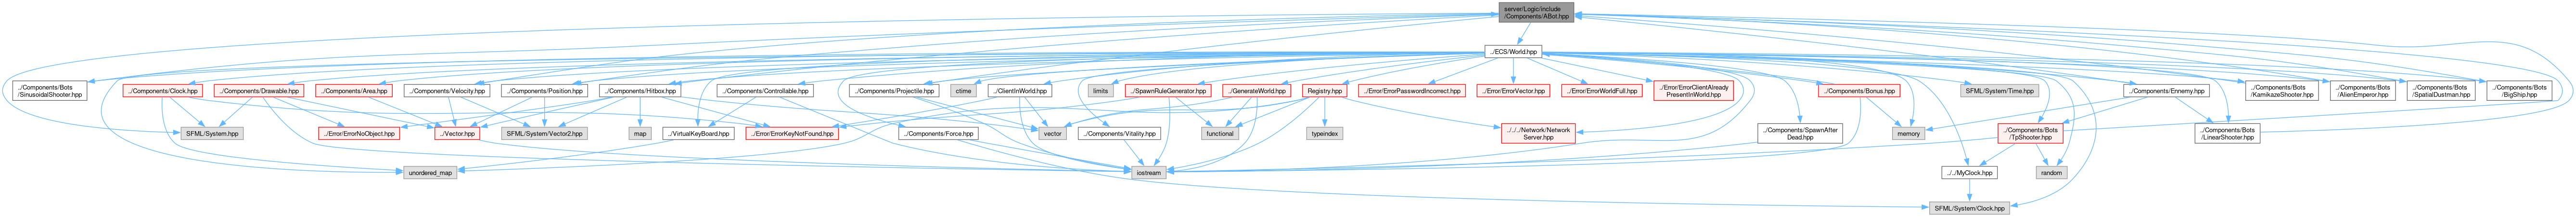 server/Logic/include
/Components/ABot.hpp
../ECS/World.hpp
../Components/Bots
/SinusoidalShooter.hpp
../Components/Clock.hpp
../Components/Drawable.hpp
../Components/Area.hpp
../Components/Velocity.hpp
../Components/Position.hpp
../Components/Hitbox.hpp
../Components/Controllable.hpp
../Components/Projectile.hpp
ctime
../ClientInWorld.hpp
limits
../SpawnRuleGenerator.hpp
../GenerateWorld.hpp
Registry.hpp
../Error/ErrorPasswordIncorrect.hpp
../Error/ErrorVector.hpp
../Error/ErrorWorldFull.hpp
../Error/ErrorClientAlready
PresentInWorld.hpp
../Components/Bonus.hpp
SFML/System/Time.hpp
../Components/Enemy.hpp
../Components/Bots
/KamikazeShooter.hpp
../Components/Bots
/AlienEmperor.hpp
../Components/Bots
/SpatialDustman.hpp
../Components/Bots
/BigShip.hpp
SFML/System.hpp
../Error/ErrorNoObject.hpp
../Vector.hpp
SFML/System/Vector2.hpp
map
../VirtualKeyBoard.hpp
../Error/ErrorKeyNotFound.hpp
../Components/Force.hpp
vector
../Components/Vitality.hpp
functional
typeindex
../../../Network/Network
Server.hpp
../Components/SpawnAfter
Dead.hpp
memory
../Components/Bots
/TpShooter.hpp
../Components/Bots
/LinearShooter.hpp
unordered_map
iostream
../../MyClock.hpp
random
SFML/System/Clock.hpp